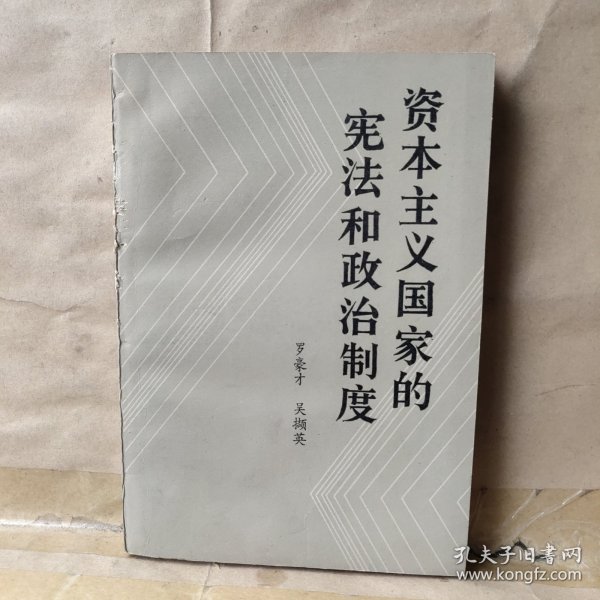 资本主义国家的
宪法和政治制度
罗豪才 吴撷英
孔夫子旧书网
www.kongfz.com